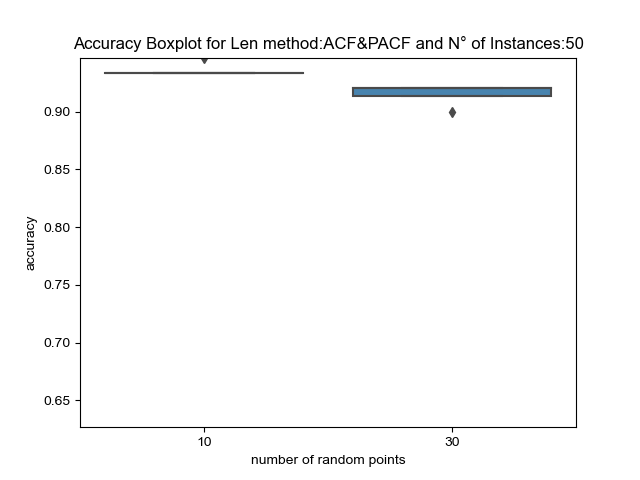 Accuracy Boxplot for Len method:ACF&PACF and N° of Instances:50
0.90
0.85
0.80
0.75
0.70
0.65
accuracy
10 30
number of random points